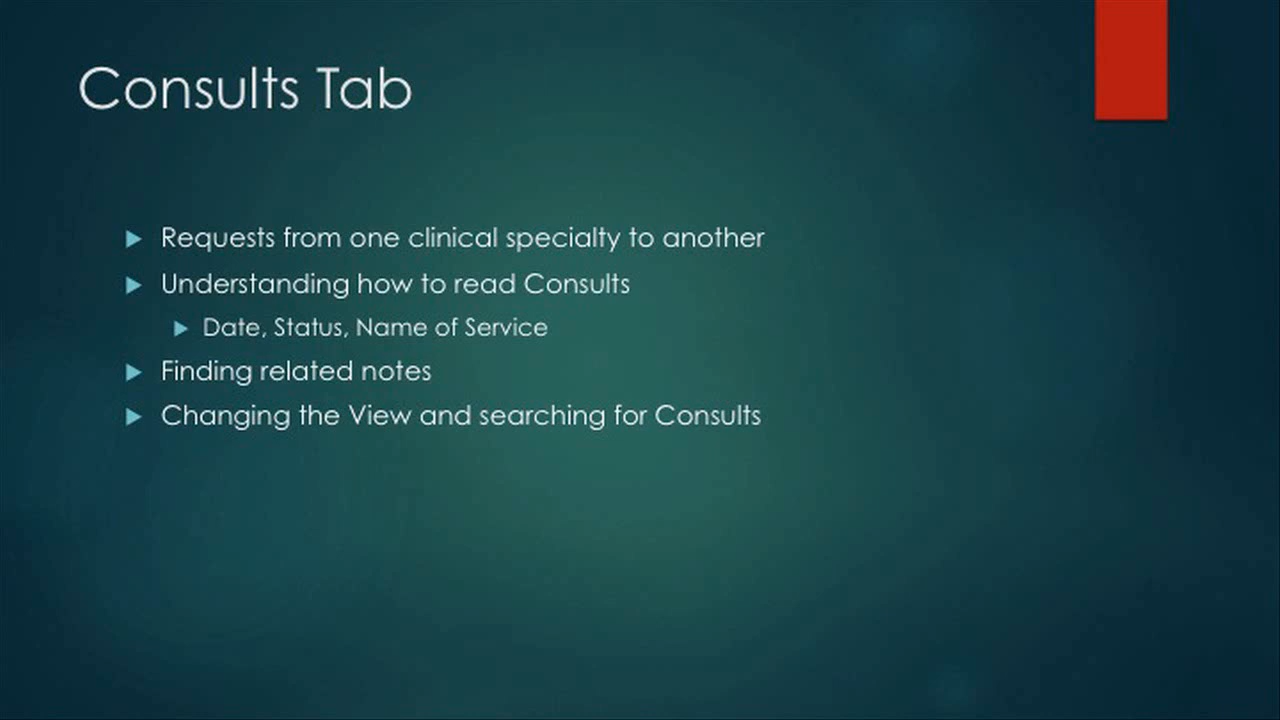 Consults Tab
Requests from one clinical specialty to another
Understanding how to read Consults
Date, Status, Name of Service
Finding related notes
Changing the View and searching for Consults